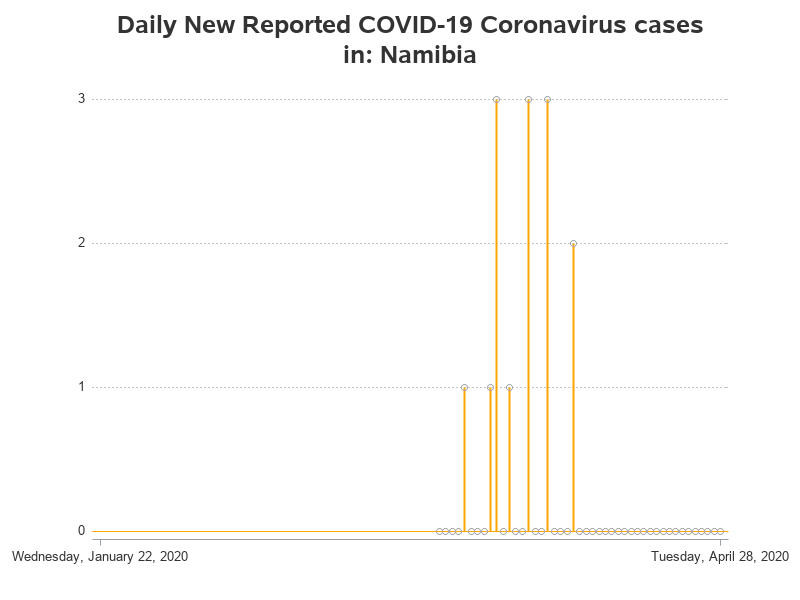 Daily New Reported COVID-19 Coronavirus cases
in: Namibia
3
2
1
0
Wednesday, January 22, 2020
Tuesday, April 28, 2020